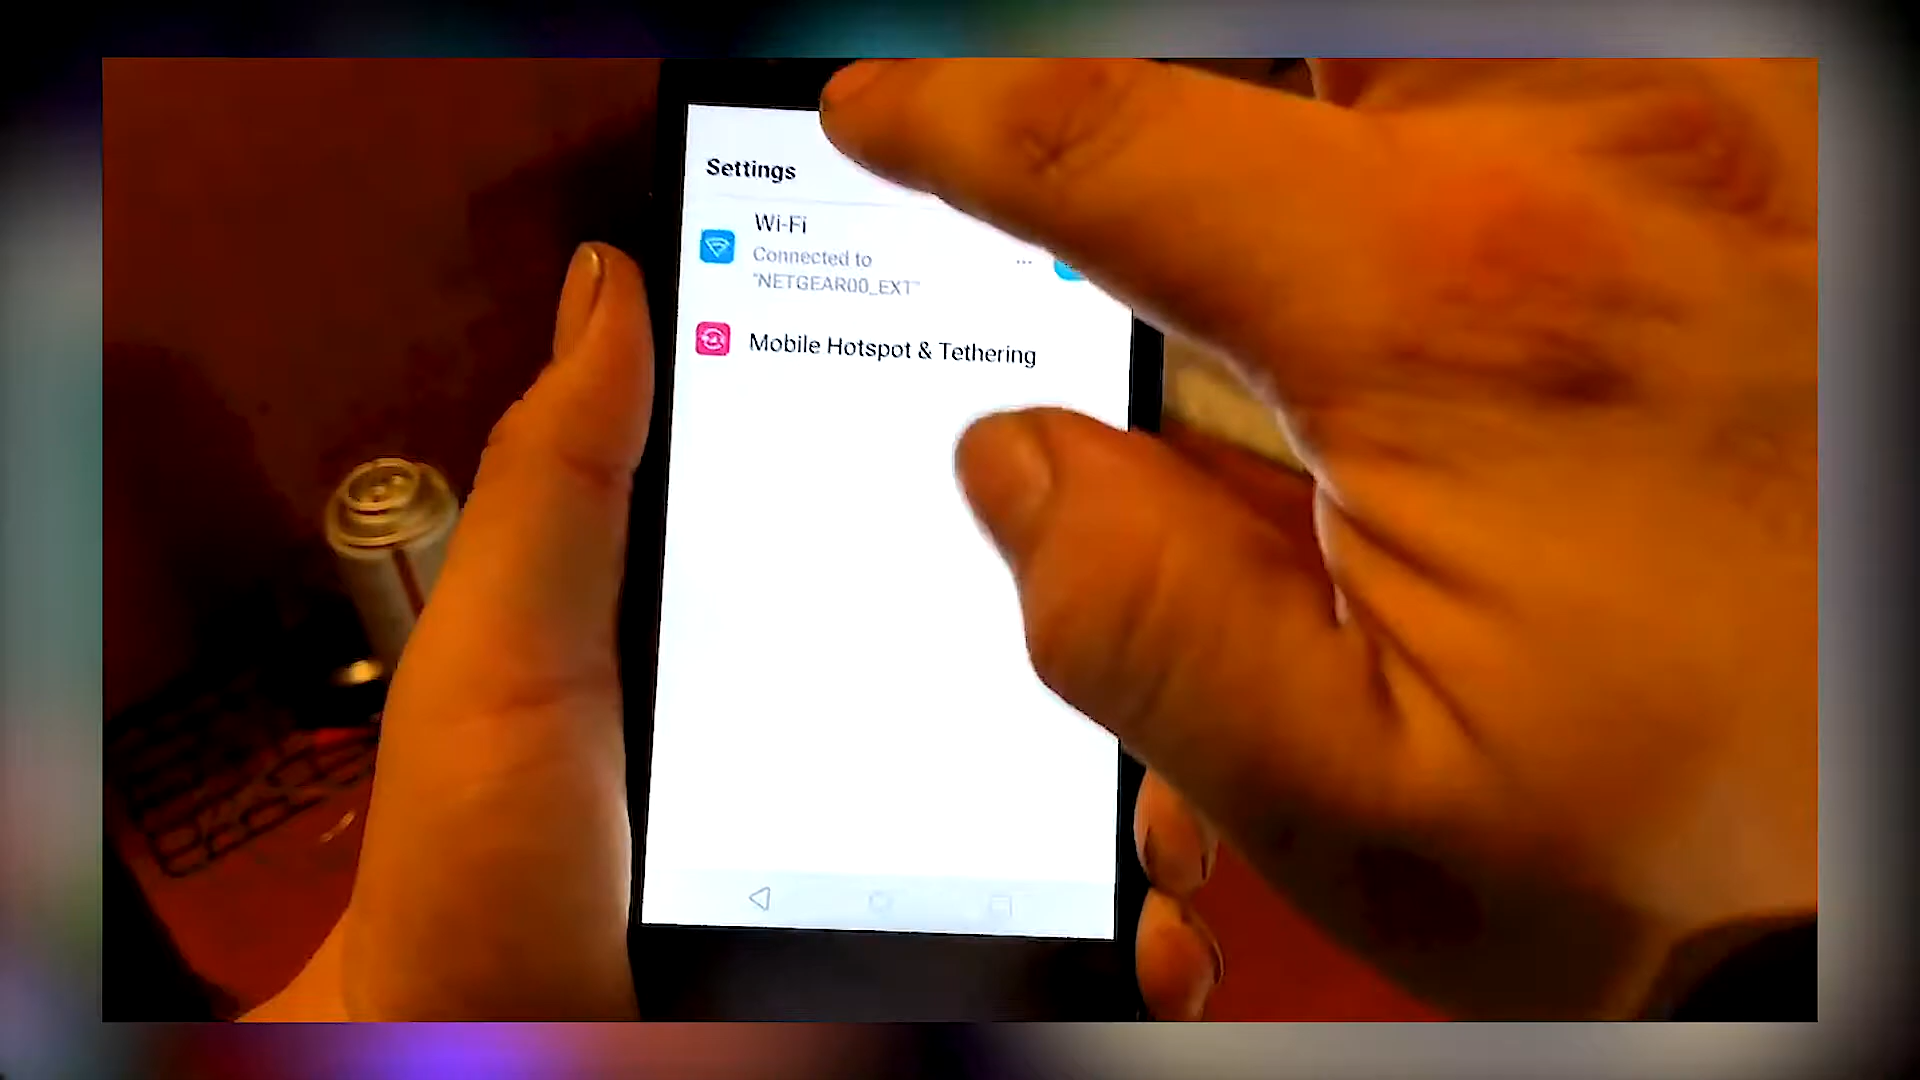 Settings
Wi-Fi
Connected to
"NETGEAR00_EXT"
Mobile Hotspot & Tethering